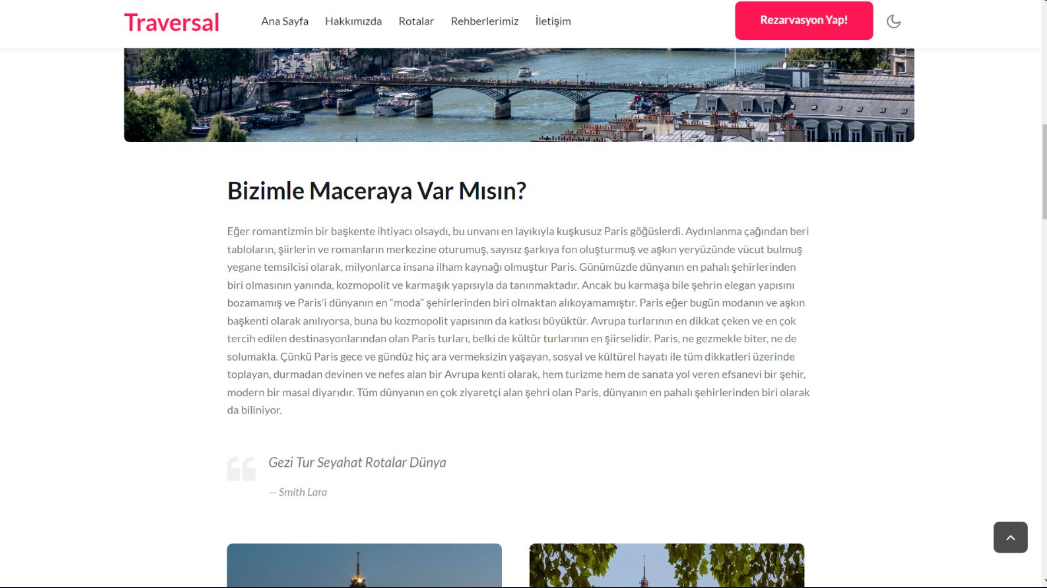 Traversal
Ana Sayfa Hakkımızda Rotalar Rehberlerimiz İletişim
Rezarvasyon Yap!
Bizimle Maceraya Var Mısın?
Eğer romantizmin bir başkente ihtiyacı olsaydı, bu unvanı en layıkıyla kuşkusuz Paris göğüslerdi. Aydınlanma çağından beri
tabloların, şiirlerin ve romanların merkezine oturumuş, sayısız şarkıya fon oluşturmuş ve aşkın yeryüzünde vücut bulmuş
yegane temsilcisi olarak, milyonlarca insana ilham kaynağı olmuştur Paris. Günümüzde dünyanın en pahalı şehirlerinden
biri olmasının yanında, kozmopolit ve karmaşık yapısıyla da tanınmaktadır. Ancak bu karmaşa bile şehrin elegan yapısını
bozamamış ve Paris'i dünyanın en “moda” şehirlerinden biri olmaktan alıkoyamamıştır. Paris eğer bugün modanın ve aşkın
başkenti olarak anılıyorsa, buna bu kozmopolit yapısının da katkısı büyüktür. Avrupa turlarının en dikkat çeken ve en çok
tercih edilen destinasyonlarından olan Paris turları, belki de kültür turlarının en şiirselidir. Paris, ne gezmekle biter, ne de
solumakla. Çünkü Paris gece ve gündüz hiç ara vermeksizin yaşayan, sosyal ve kültürel hayatı ile tüm dikkatleri üzerinde
toplayan, durmadan devinen ve nefes alan bir Avrupa kenti olarak, hem turizme hem de sanata yol veren efsanevi bir şehir,
modern bir masal diyarıdır. Tüm dünyanın en çok ziyaretçi alan şehri olan Paris, dünyanın en pahalı şehirlerinden biri olarak
da biliniyor.
Gezi Tur Seyahat Rotalar Dünya
— Smith Lara